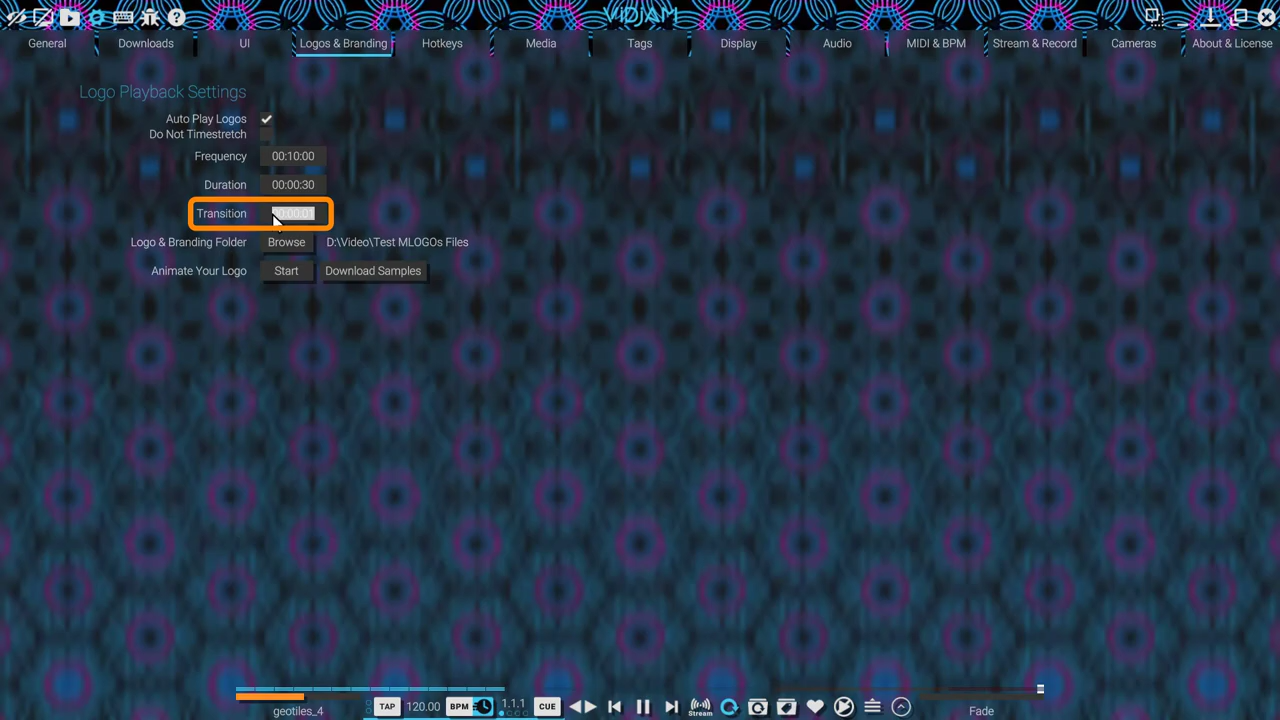 VIDJAM
General Downloads UI Logos & Branding Hotkeys Media Tags Display Audio MIDI & BPM Stream & Record Cameras About & License
Logo Playback Settings
Auto Play Logos
Do Not Timestretch
Frequency 00:10:00
Duration 00:00:30
Transition
Logo & Branding Folder Browse D:\Video\Test MLOGOs Files
Animate Your Logo Start Download Samples
TAP 120.00 BPM 1.1.1 CUE Stream
geotiles_4 Fade